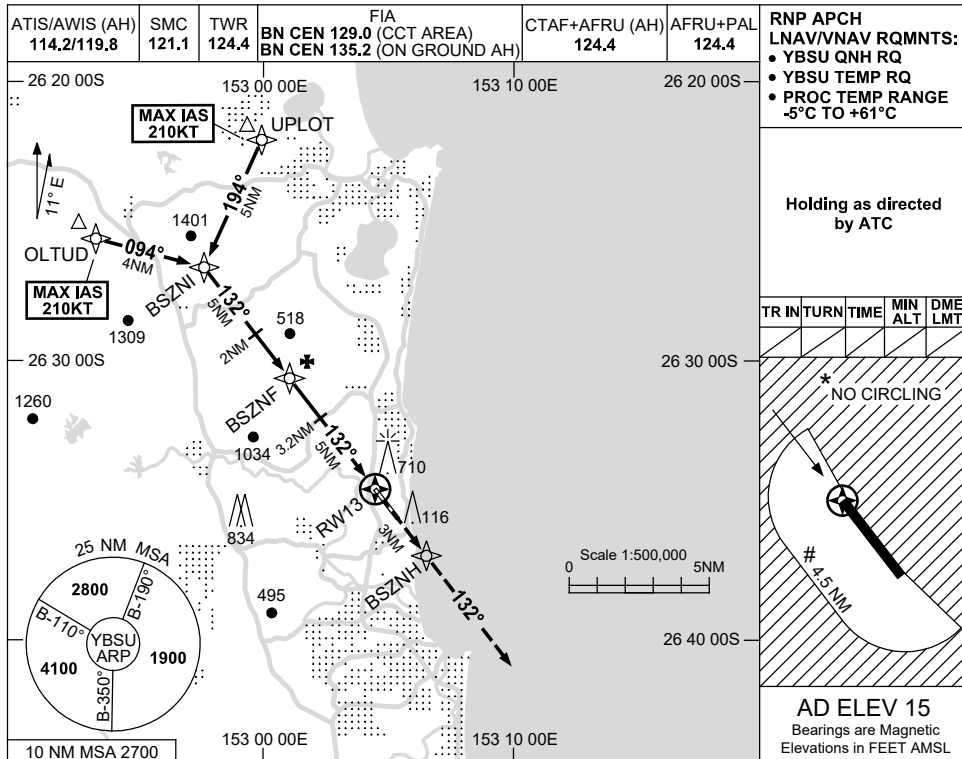 ATIS/AWIS (AH)
114.2/119.8
SMC
121.1
TWR
124.4
FIA
BN CEN 129.0 (CCT AREA)
BN CEN 135.2 (ON GROUND AH)
CTAF+AFRU (AH)
124.4
AFRU+PAL
124.4
RNP APCH
LNAV/VNAV RQMNTS:
• YBSU QNH RQ
• YBSU TEMP RQ
• PROC TEMP RANGE
-5°C TO +61°C
Holding as directed
by ATC
TR IN
TURN
TIME
MIN
ALT
DME
LMT
* NO CIRCLING
# 4.5 NM
AD ELEV 15
Bearings are Magnetic
Elevations in FEET AMSL
26 20 00S
153 00 00E
153 10 00E
26 20 00S
MAX IAS
210KT
UPLOT
11° E
194°
5NM
1401
OLTUD
094°
4NM
MAX IAS
210KT
BSZNI
132°
5NM
1309
518
2NM
26 30 00S
26 30 00S
BSZNF
1260
1034
3.2NM
132°
5NM
710
RW13
116
834
3NM
BSZNH
Scale 1:500,000
0
5NM
132°
495
26 40 00S
25 NM MSA
2800
B-190°
B-110°
YBSU
ARP
4100
1900
B-350°
10 NM MSA 2700
153 00 00E
153 10 00E